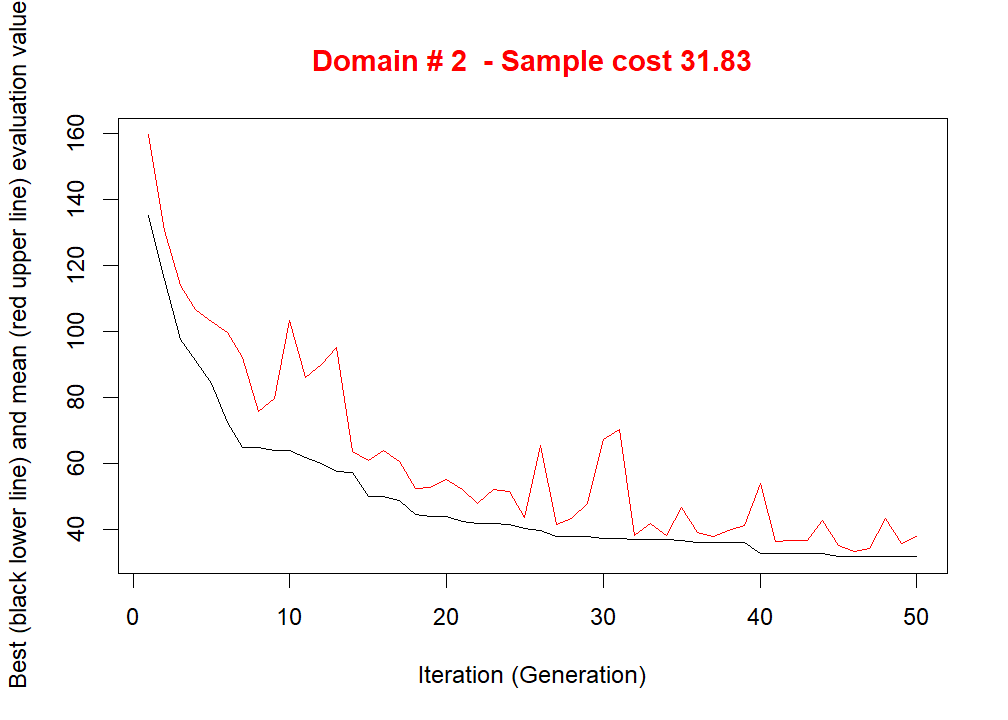 Domain # 2  - Sample cost 31.83
Best (black lower line) and mean (red upper line) evaluation value
160
140
120
100
80
60
40
0 10 20 30 40 50
Iteration (Generation)